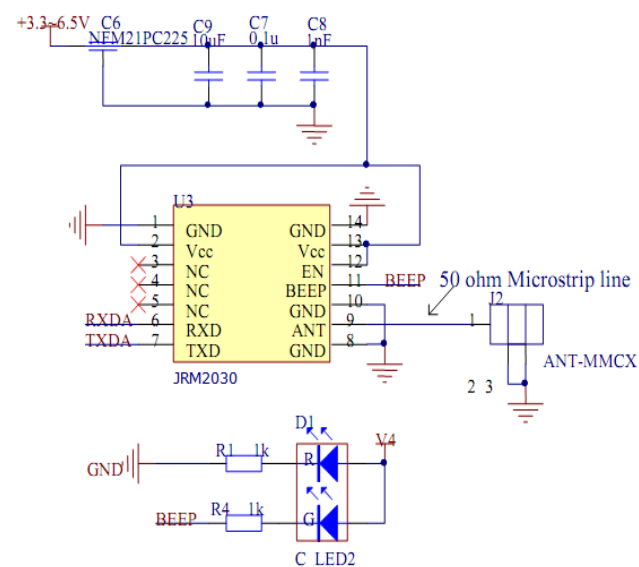 +3.3~6.5V
C6
C9
C7
C8
NFM21PC225
10uF
0.1u
1nF
U3
1
GND
GND
14
2
Vcc
Vcc
13
3
NC
EN
12
4
NC
BEEP
11
BEEP
5
NC
GND
10
RXDA
6
RXD
ANT
9
TXDA
7
TXD
GND
8
JRM2030
50 ohm Microstrip line
J2
1
ANT-MMCX
2 3
D1
V4
R1 1k
R
GND
R4 1k
G
BEEP
C LED2